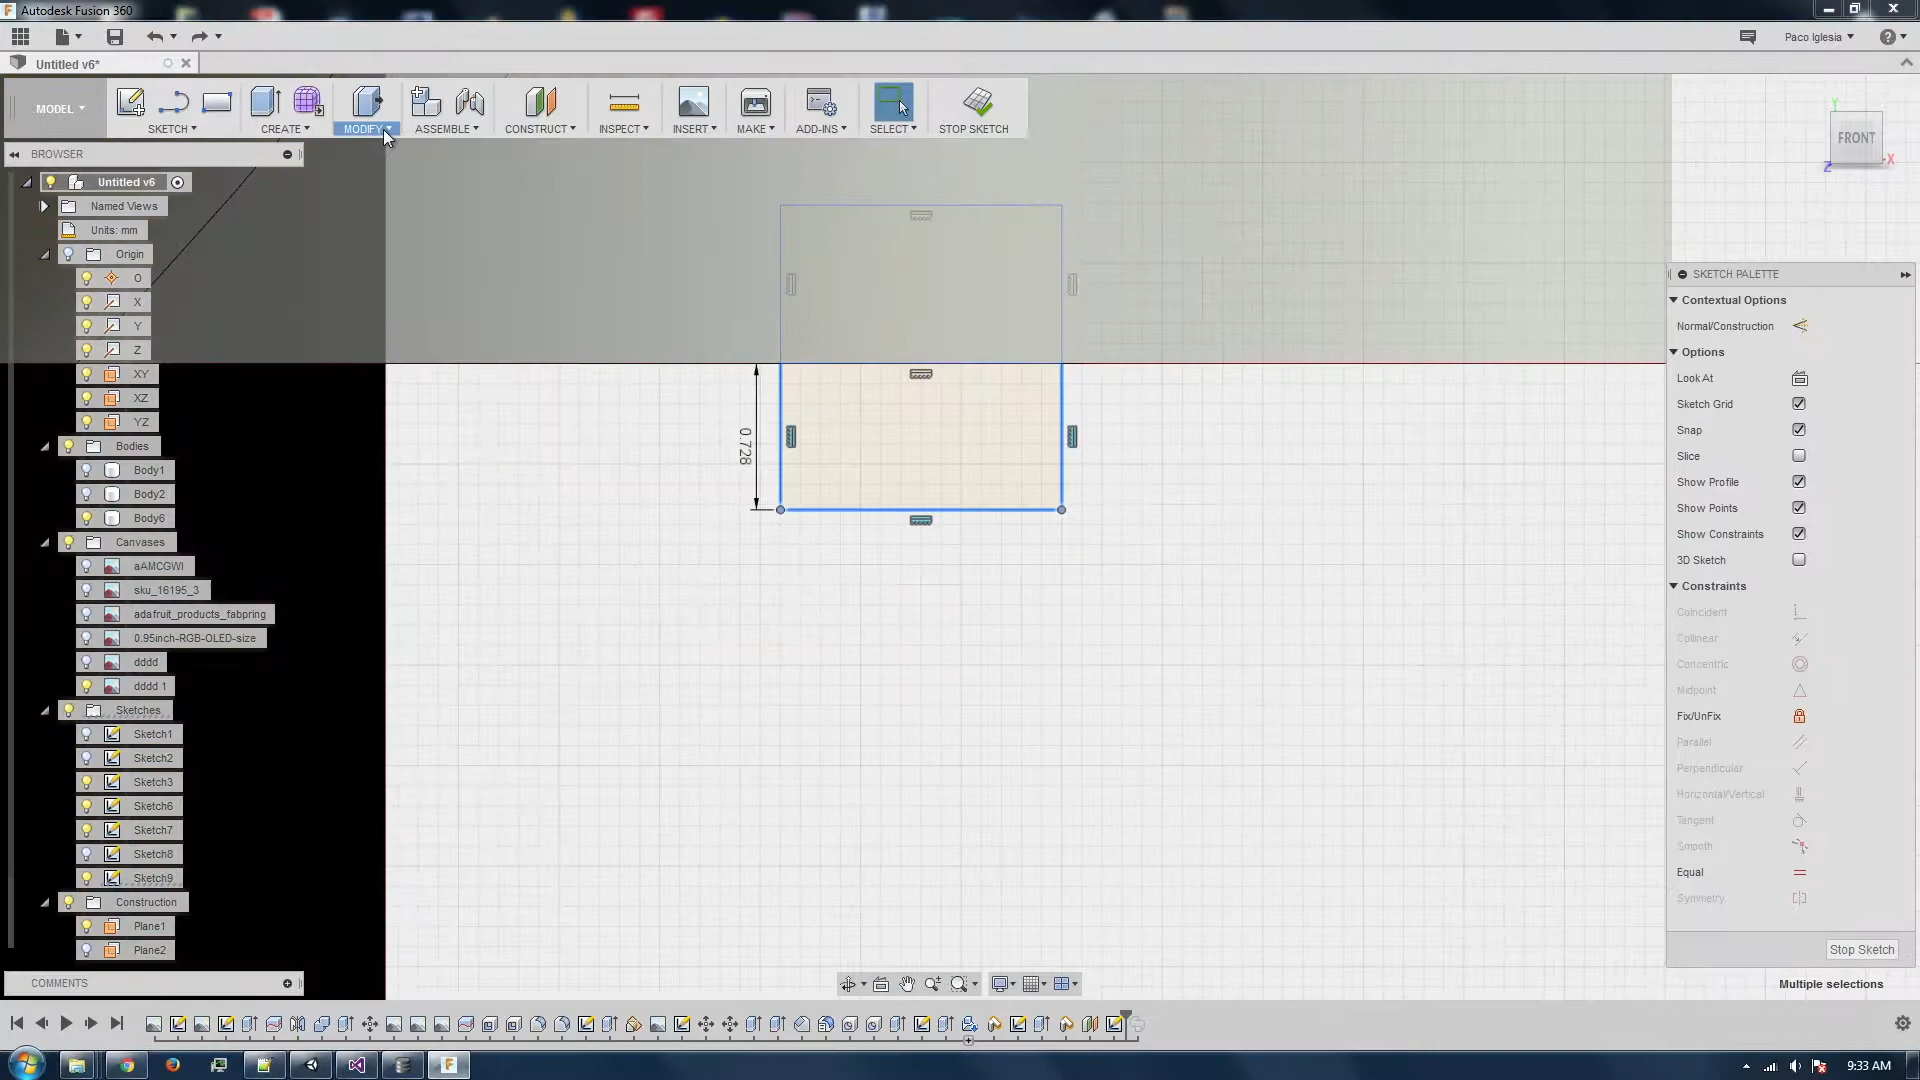 Autodesk Fusion 360
Paco Iglesia
Untitled v6*
MODEL
SKETCH
CREATE
MODIFY
ASSEMBLE
CONSTRUCT
INSPECT
INSERT
MAKE
ADD-INS
SELECT
STOP SKETCH
Y
FRONT
X
Z
BROWSER
Untitled v6
Named Views
Units: mm
Origin
O
X
Y
Z
XY
XZ
YZ
Bodies
Body1
Body2
Body6
Canvases
aAMCGWI
sku_16195_3
adafruit_products_fabpring
0.95inch-RGB-OLED-size
dddd
dddd 1
Sketches
Sketch1
Sketch2
Sketch3
Sketch6
Sketch7
Sketch8
Sketch9
Construction
Plane1
Plane2
COMMENTS
0.728
SKETCH PALETTE
Contextual Options
Normal/Construction
Options
Look At
Sketch Grid
Snap
Slice
Show Profile
Show Points
Show Constraints
3D Sketch
Constraints
Coincident
Collinear
Concentric
Midpoint
Fix/UnFix
Parallel
Perpendicular
Horizontal/Vertical
Tangent
Smooth
Equal
Symmetry
Stop Sketch
Multiple selections
9:33 AM